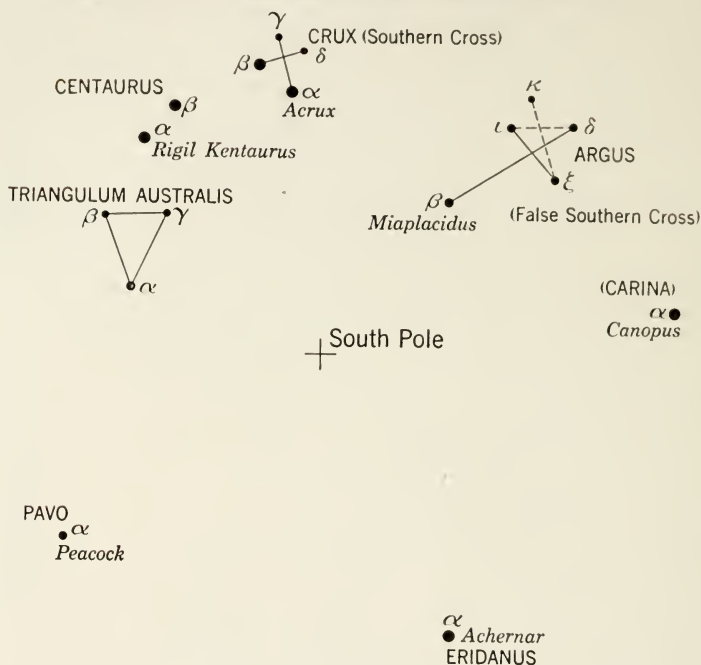 γ
CRUX (Southern Cross)
β δ
α
Acrux
CENTAURUS
β
α
Rigil Kentaurus
κ
ι δ
ARGUS
ξ
β
Miaplacidus
(False Southern Cross)
TRIANGULUM AUSTRALIS
β γ
α
(CARINA)
α
Canopus
South Pole
PAVO
α
Peacock
α
Achernar
ERIDANUS